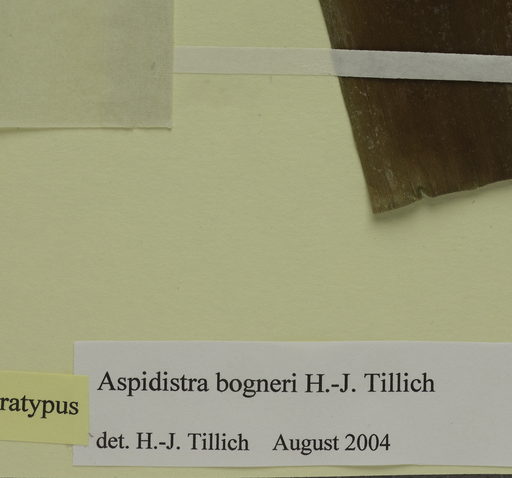 Aspidistra bogneri H.-J. Tillich
ratypus
det. H.-J. Tillich August 2004